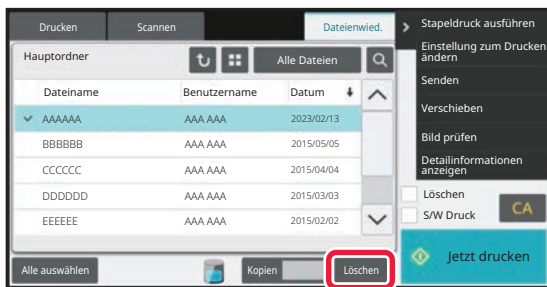 Drucken
Scannen
Dateienwied.
Hauptordner
Alle Dateien
Dateiname Benutzername Datum
AAAAAA AAA AAA 2023/02/13
BBBBBB AAA AAA 2015/05/05
CCCCCC AAA AAA 2015/04/04
DDDDDD AAA AAA 2015/03/03
EEEEEE AAA AAA 2015/02/02
Alle auswählen
Kopien
Löschen
Stapeldruck ausführen
Einstellung zum Drucken
ändern
Senden
Verschieben
Bild prüfen
Detailinformationen
anzeigen
Löschen
S/W Druck
CA
Jetzt drucken